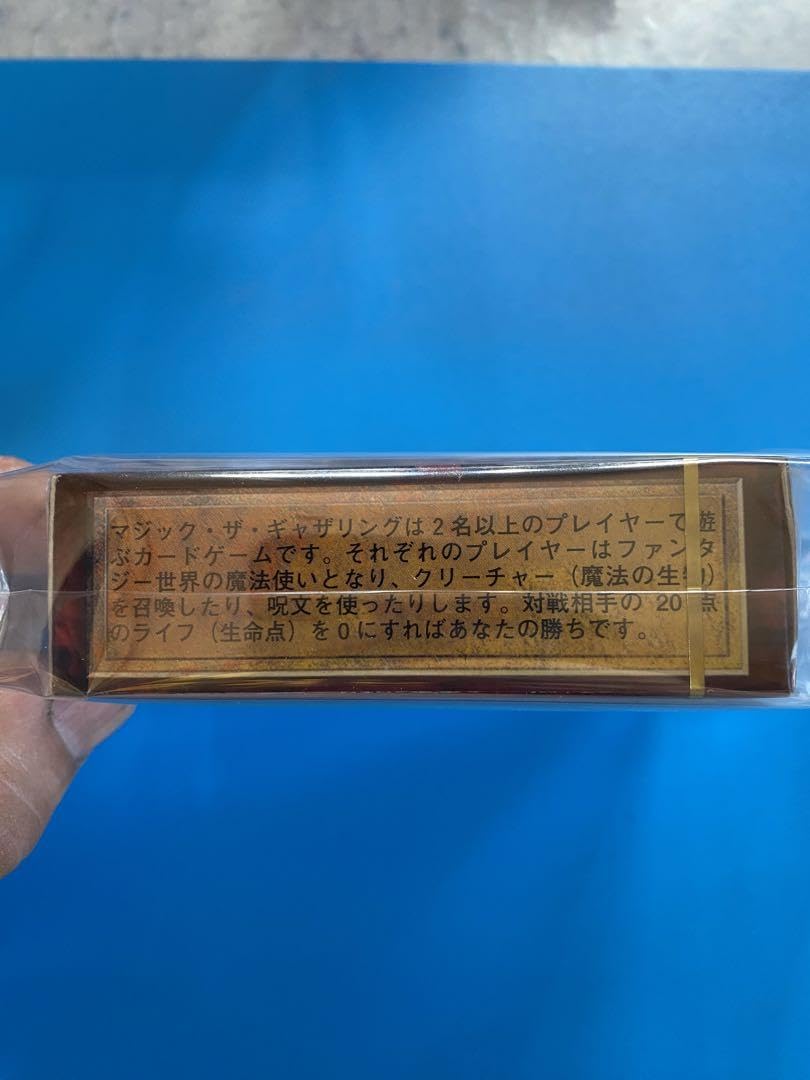 マジック・ザ・ギャザリングは2名以上のプレイヤーで遊
ぶカードゲームです。それぞれのプレイヤーはファンタ
ジー世界の魔法使いとなり、クリーチャー（魔法の生物）
を召喚したり、呪文を使ったりします。対戦相手の20点
のライフ（生命点）を0にすればあなたの勝ちです。